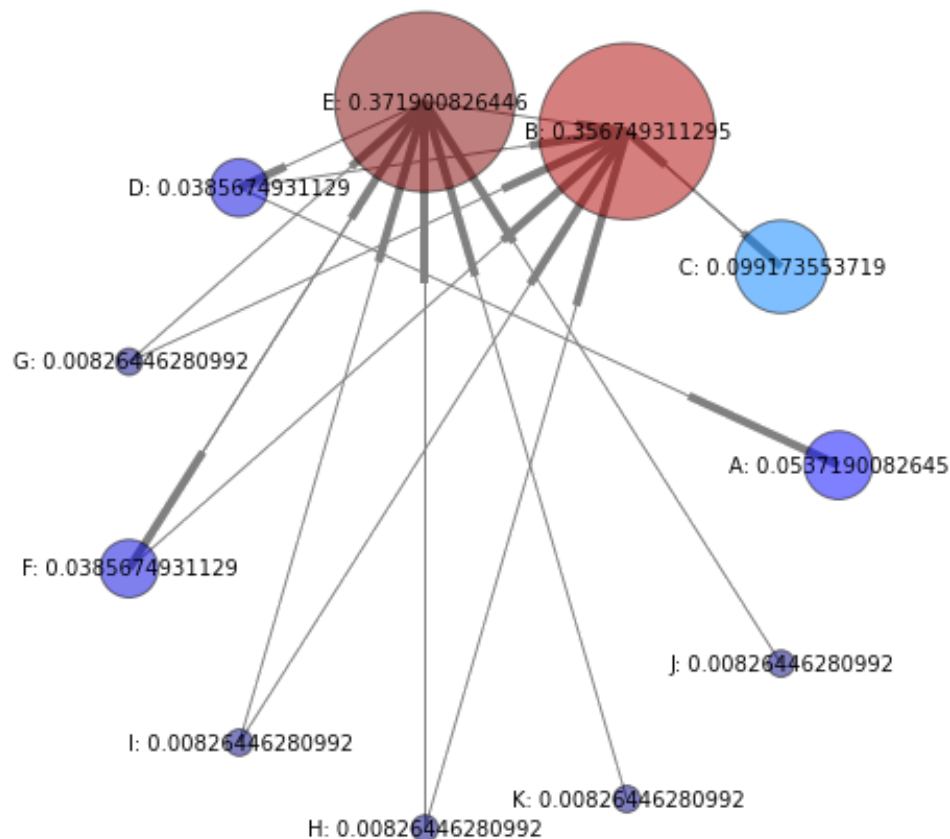 E: 0.371900826446
B: 0.356749311295
D: 0.0385674931129
C: 0.099173553719
G: 0.00826446280992
A: 0.0537190082645
F: 0.0385674931129
J: 0.00826446280992
I: 0.00826446280992
K: 0.00826446280992
H: 0.00826446280992